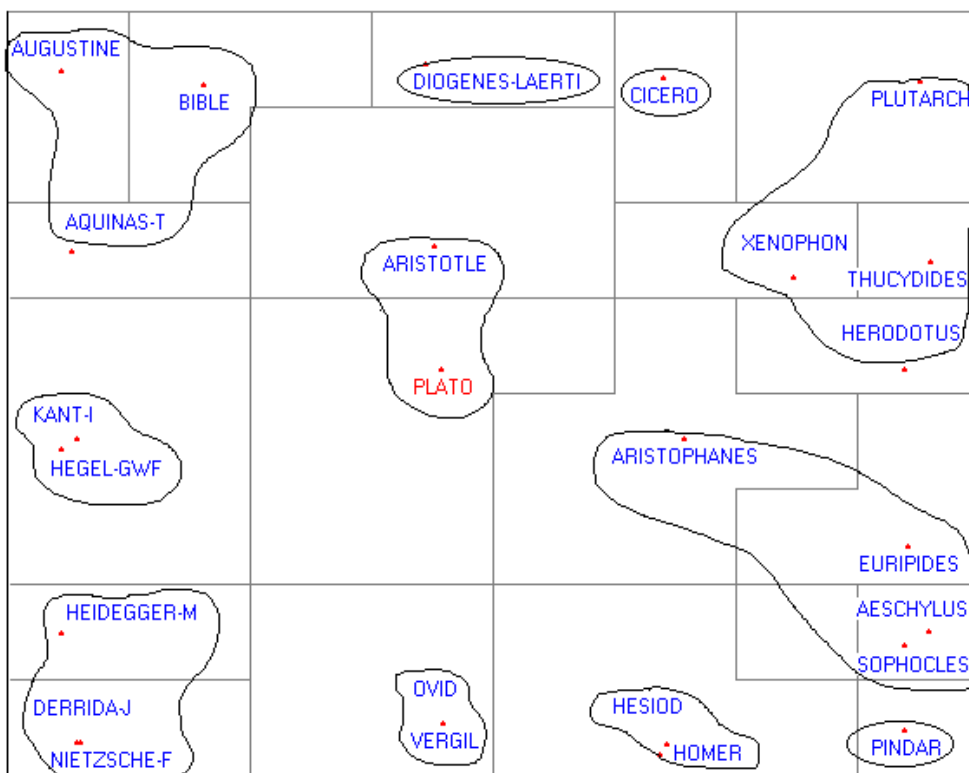 AUGUSTINE
BIBLE
DIOGENES-LAERTI
CICERO
PLUTARCH
AQUINAS-T
ARISTOTLE
XENOPHON
THUCYDIDES
HERODOTUS
PLATO
KANT-I
HEGEL-GWF
ARISTOPHANES
EURIPIDES
HEIDEGGER-M
AESCHYLUS
SOPHOCLES
DERRIDA-J
NIETZSCHE-F
OVID
VERGIL
HESIOD
HOMER
PINDAR